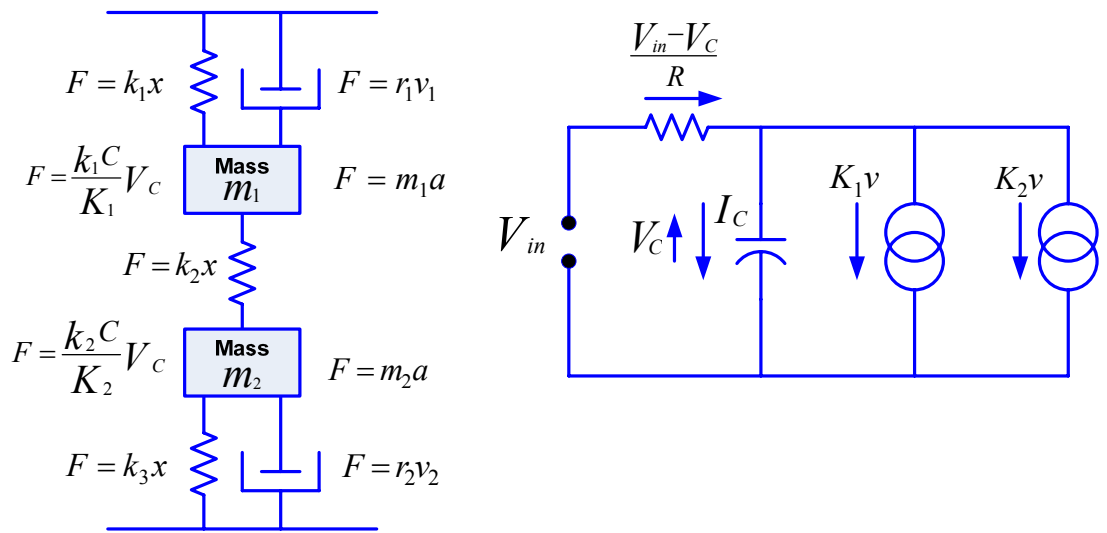 F = k₁x
F = r₁v₁
F = k₁C/K₁ V_C
Mass
m₁
F = m₁a
F = k₂x
F = k₂C/K₂ V_C
Mass
m₂
F = m₂a
F = k₃x
F = r₂v₂
V_in − V_C / R
V_in
V_C
I_C
K₁v
K₂v